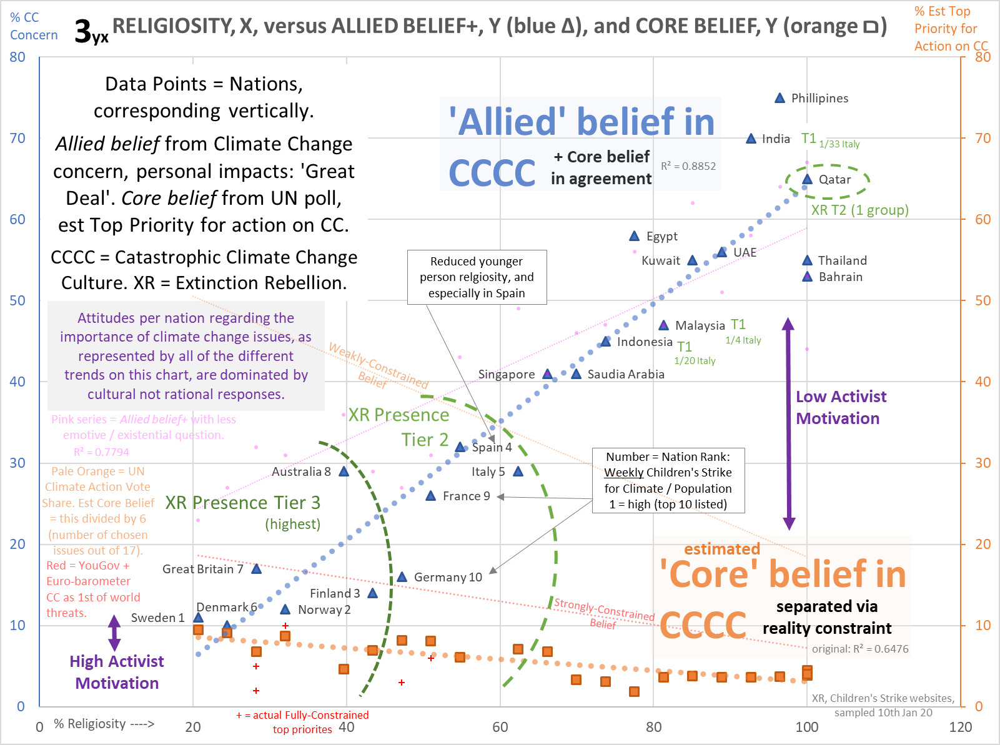 % CC
Concern
3yx RELIGIOSITY, X, versus ALLIED BELIEF+, Y (blue Δ), and CORE BELIEF, Y (orange □)
% Est Top
Priority for
Action on CC
80
70
60
50
40
30
20
10
0
80
70
60
50
40
30
20
10
0
Data Points = Nations,
corresponding vertically.
Allied belief from Climate Change
concern, personal impacts: 'Great
Deal'. Core belief from UN poll,
est Top Priority for action on CC.
CCCC = Catastrophic Climate Change
Culture. XR = Extinction Rebellion.
Attitudes per nation regarding the
importance of climate change issues, as
represented by all of the different
trends on this chart, are dominated by
cultural not rational responses.
Pink series = Allied belief+ with less
emotive / existential question.
R² = 0.7794
Pale Orange = UN
Climate Action Vote
Share. Est Core Belief
= this divided by 6
(number of chosen
issues out of 17).
Red = YouGov +
Euro-barometer
CC as 1st of world
threats.
High Activist
Motivation
'Allied' belief in
CCCC
+ Core belief
in agreement
R² = 0.8852
Phillipines
India T1 1/33 Italy
Qatar
XR T2 (1 group)
Egypt
Kuwait
UAE
Thailand
Bahrain
Malaysia T1
1/4 Italy
Indonesia T1
1/20 Italy
Singapore
Saudia Arabia
Reduced younger
person relgiosity, and
especially in Spain
Weakly-Constrained
Belief
XR Presence
Tier 2
Spain 4
Italy 5
Australia 8
France 9
XR Presence Tier 3
(highest)
Number = Nation Rank:
Weekly Children's Strike
for Climate / Population
1 = high (top 10 listed)
Low Activist
Motivation
Great Britain 7
Germany 10
Finland 3
Denmark 6
Norway 2
Sweden 1
Strongly-Constrained
Belief
estimated
'Core' belief in
CCCC
separated via
reality constraint
original: R² = 0.6476
XR, Children's Strike websites,
sampled 10th Jan 20
+ = actual Fully-Constrained
top priorites
% Religiosity ---->
0
20
40
60
80
100
120